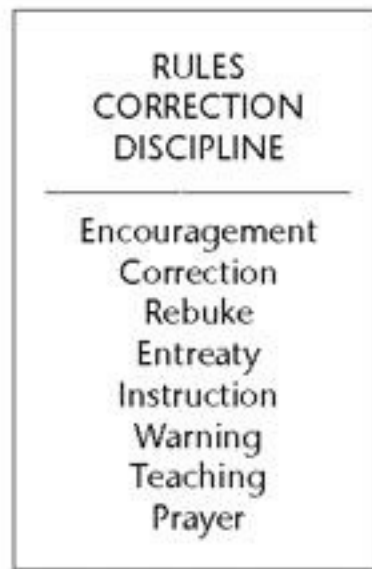 RULES
CORRECTION
DISCIPLINE
Encouragement
Correction
Rebuke
Entreaty
Instruction
Warning
Teaching
Prayer